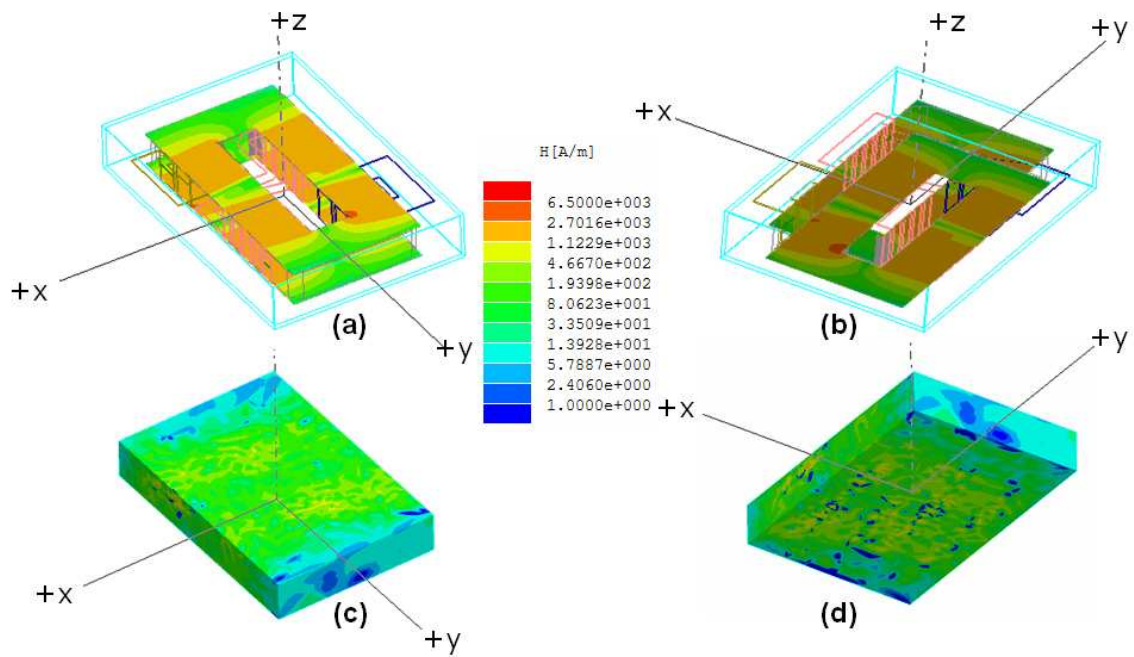 +z
+x
+y
(a)
+z
+y
+x
(b)
H[A/m]
6.5000e+003
2.7016e+003
1.1229e+003
4.6670e+002
1.9398e+002
8.0623e+001
3.3509e+001
1.3928e+001
5.7887e+000
2.4060e+000
1.0000e+000
+x
+y
(c)
+y
+x
(d)